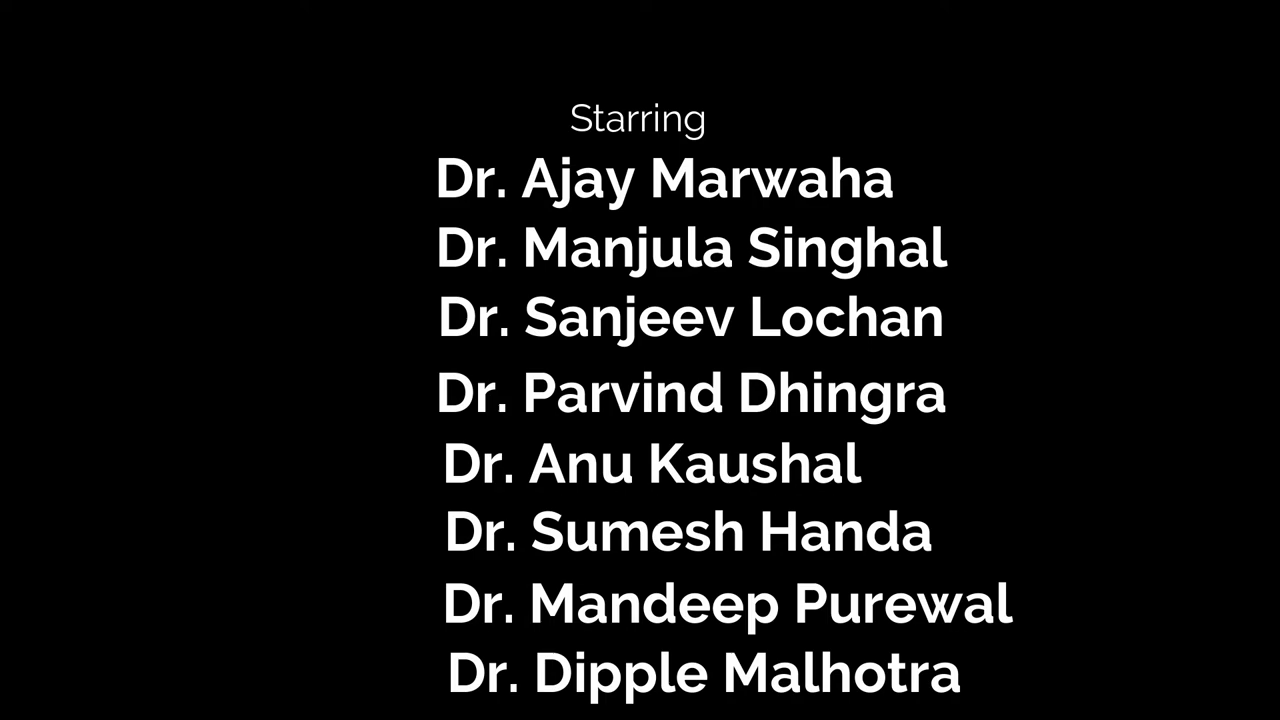 Starring
Dr. Ajay Marwaha
Dr. Manjula Singhal
Dr. Sanjeev Lochan
Dr. Parvind Dhingra
Dr. Anu Kaushal
Dr. Sumesh Handa
Dr. Mandeep Purewal
Dr. Dipple Malhotra